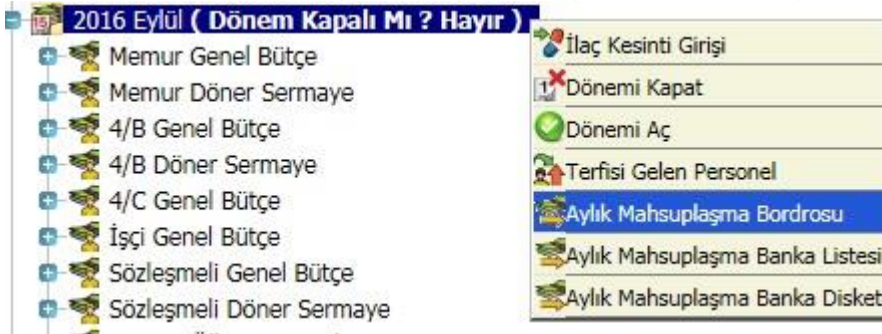 2016 Eylül ( Dönem Kapalı Mı ? Hayır )
Memur Genel Bütçe
Memur Döner Sermaye
4/B Genel Bütçe
4/B Döner Sermaye
4/C Genel Bütçe
İşçi Genel Bütçe
Sözleşmeli Genel Bütçe
Sözleşmeli Döner Sermaye
İlaç Kesinti Girişi
Dönemi Kapat
Dönemi Aç
Terfisi Gelen Personel
Aylık Mahsuplaşma Bordrosu
Aylık Mahsuplaşma Banka Listesi
Aylık Mahsuplaşma Banka Disket